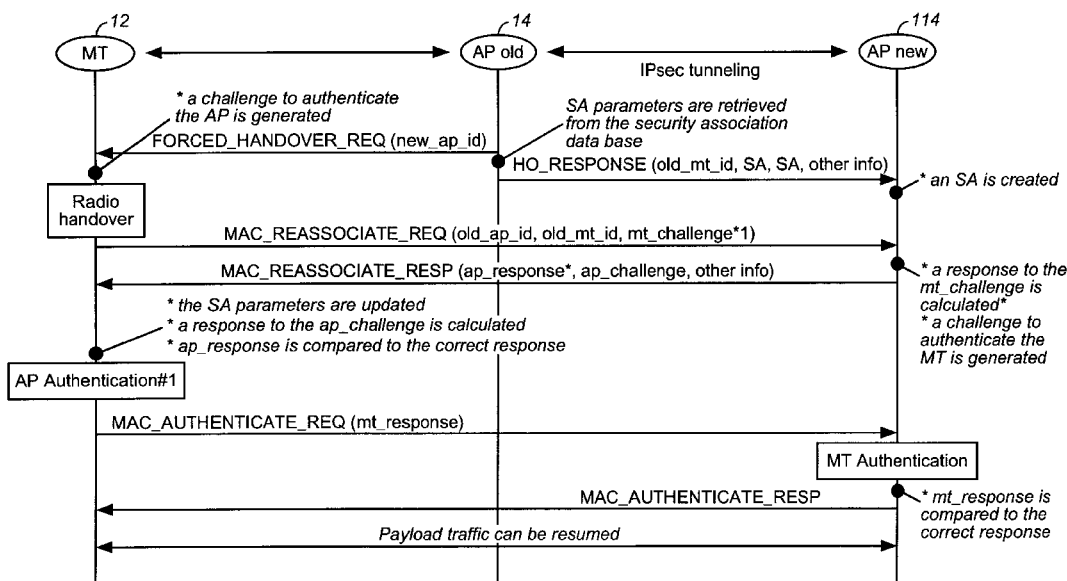 12
14
114
MT
AP old
AP new
IPsec tunneling
* a challenge to authenticate
the AP is generated
SA parameters are retrieved
from the security association
data base
FORCED_HANDOVER_REQ (new_ap_id)
HO_RESPONSE (old_mt_id, SA, SA, other info)
* an SA is created
Radio
handover
MAC_REASSOCIATE_REQ (old_ap_id, old_mt_id, mt_challenge*1)
MAC_REASSOCIATE_RESP (ap_response*, ap_challenge, other info)
* a response to the
mt_challenge is
calculated*
* a challenge to
authenticate the
MT is generated
* the SA parameters are updated
* a response to the ap_challenge is calculated
* ap_response is compared to the correct response
AP Authentication#1
MAC_AUTHENTICATE_REQ (mt_response)
MT Authentication
MAC_AUTHENTICATE_RESP
* mt_response is
compared to the
correct response
Payload traffic can be resumed